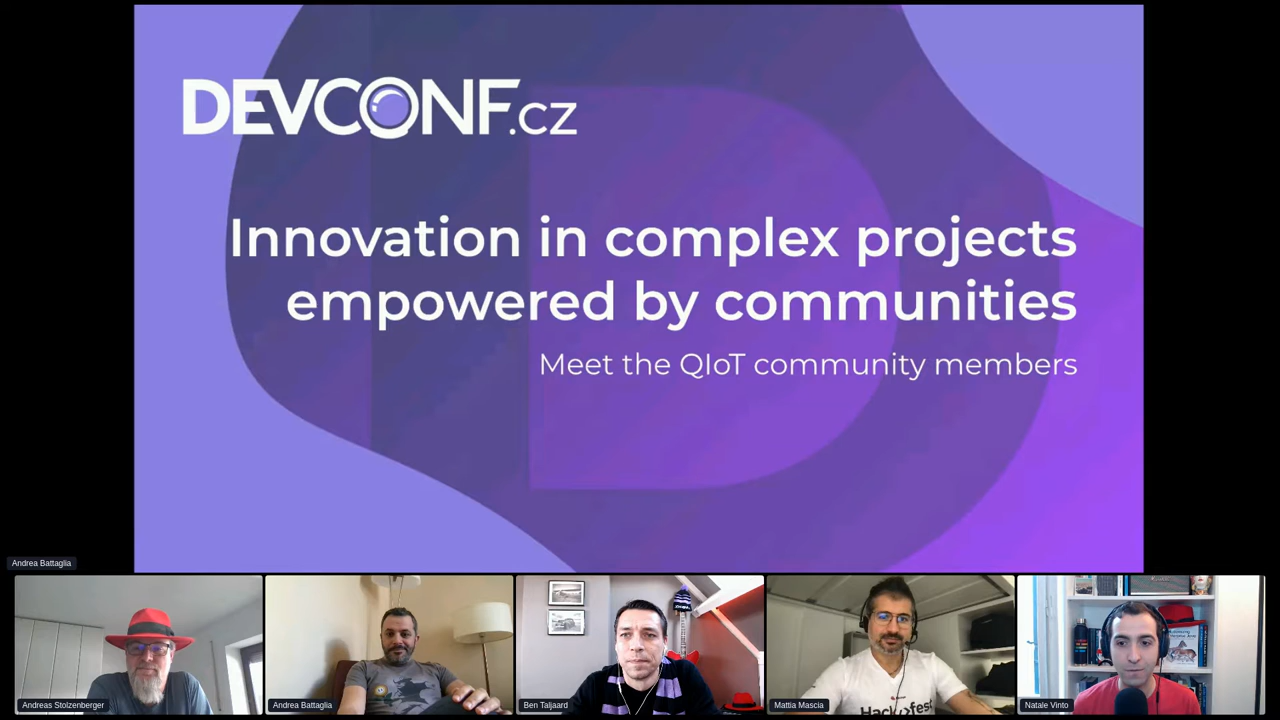 DEVCONF.cz
Innovation in complex projects
empowered by communities
Meet the QIoT community members
Andrea Battaglia
Andreas Stolzenberger
Andrea Battaglia
Ben Taljaard
Mattia Mascia
Natale Vinto